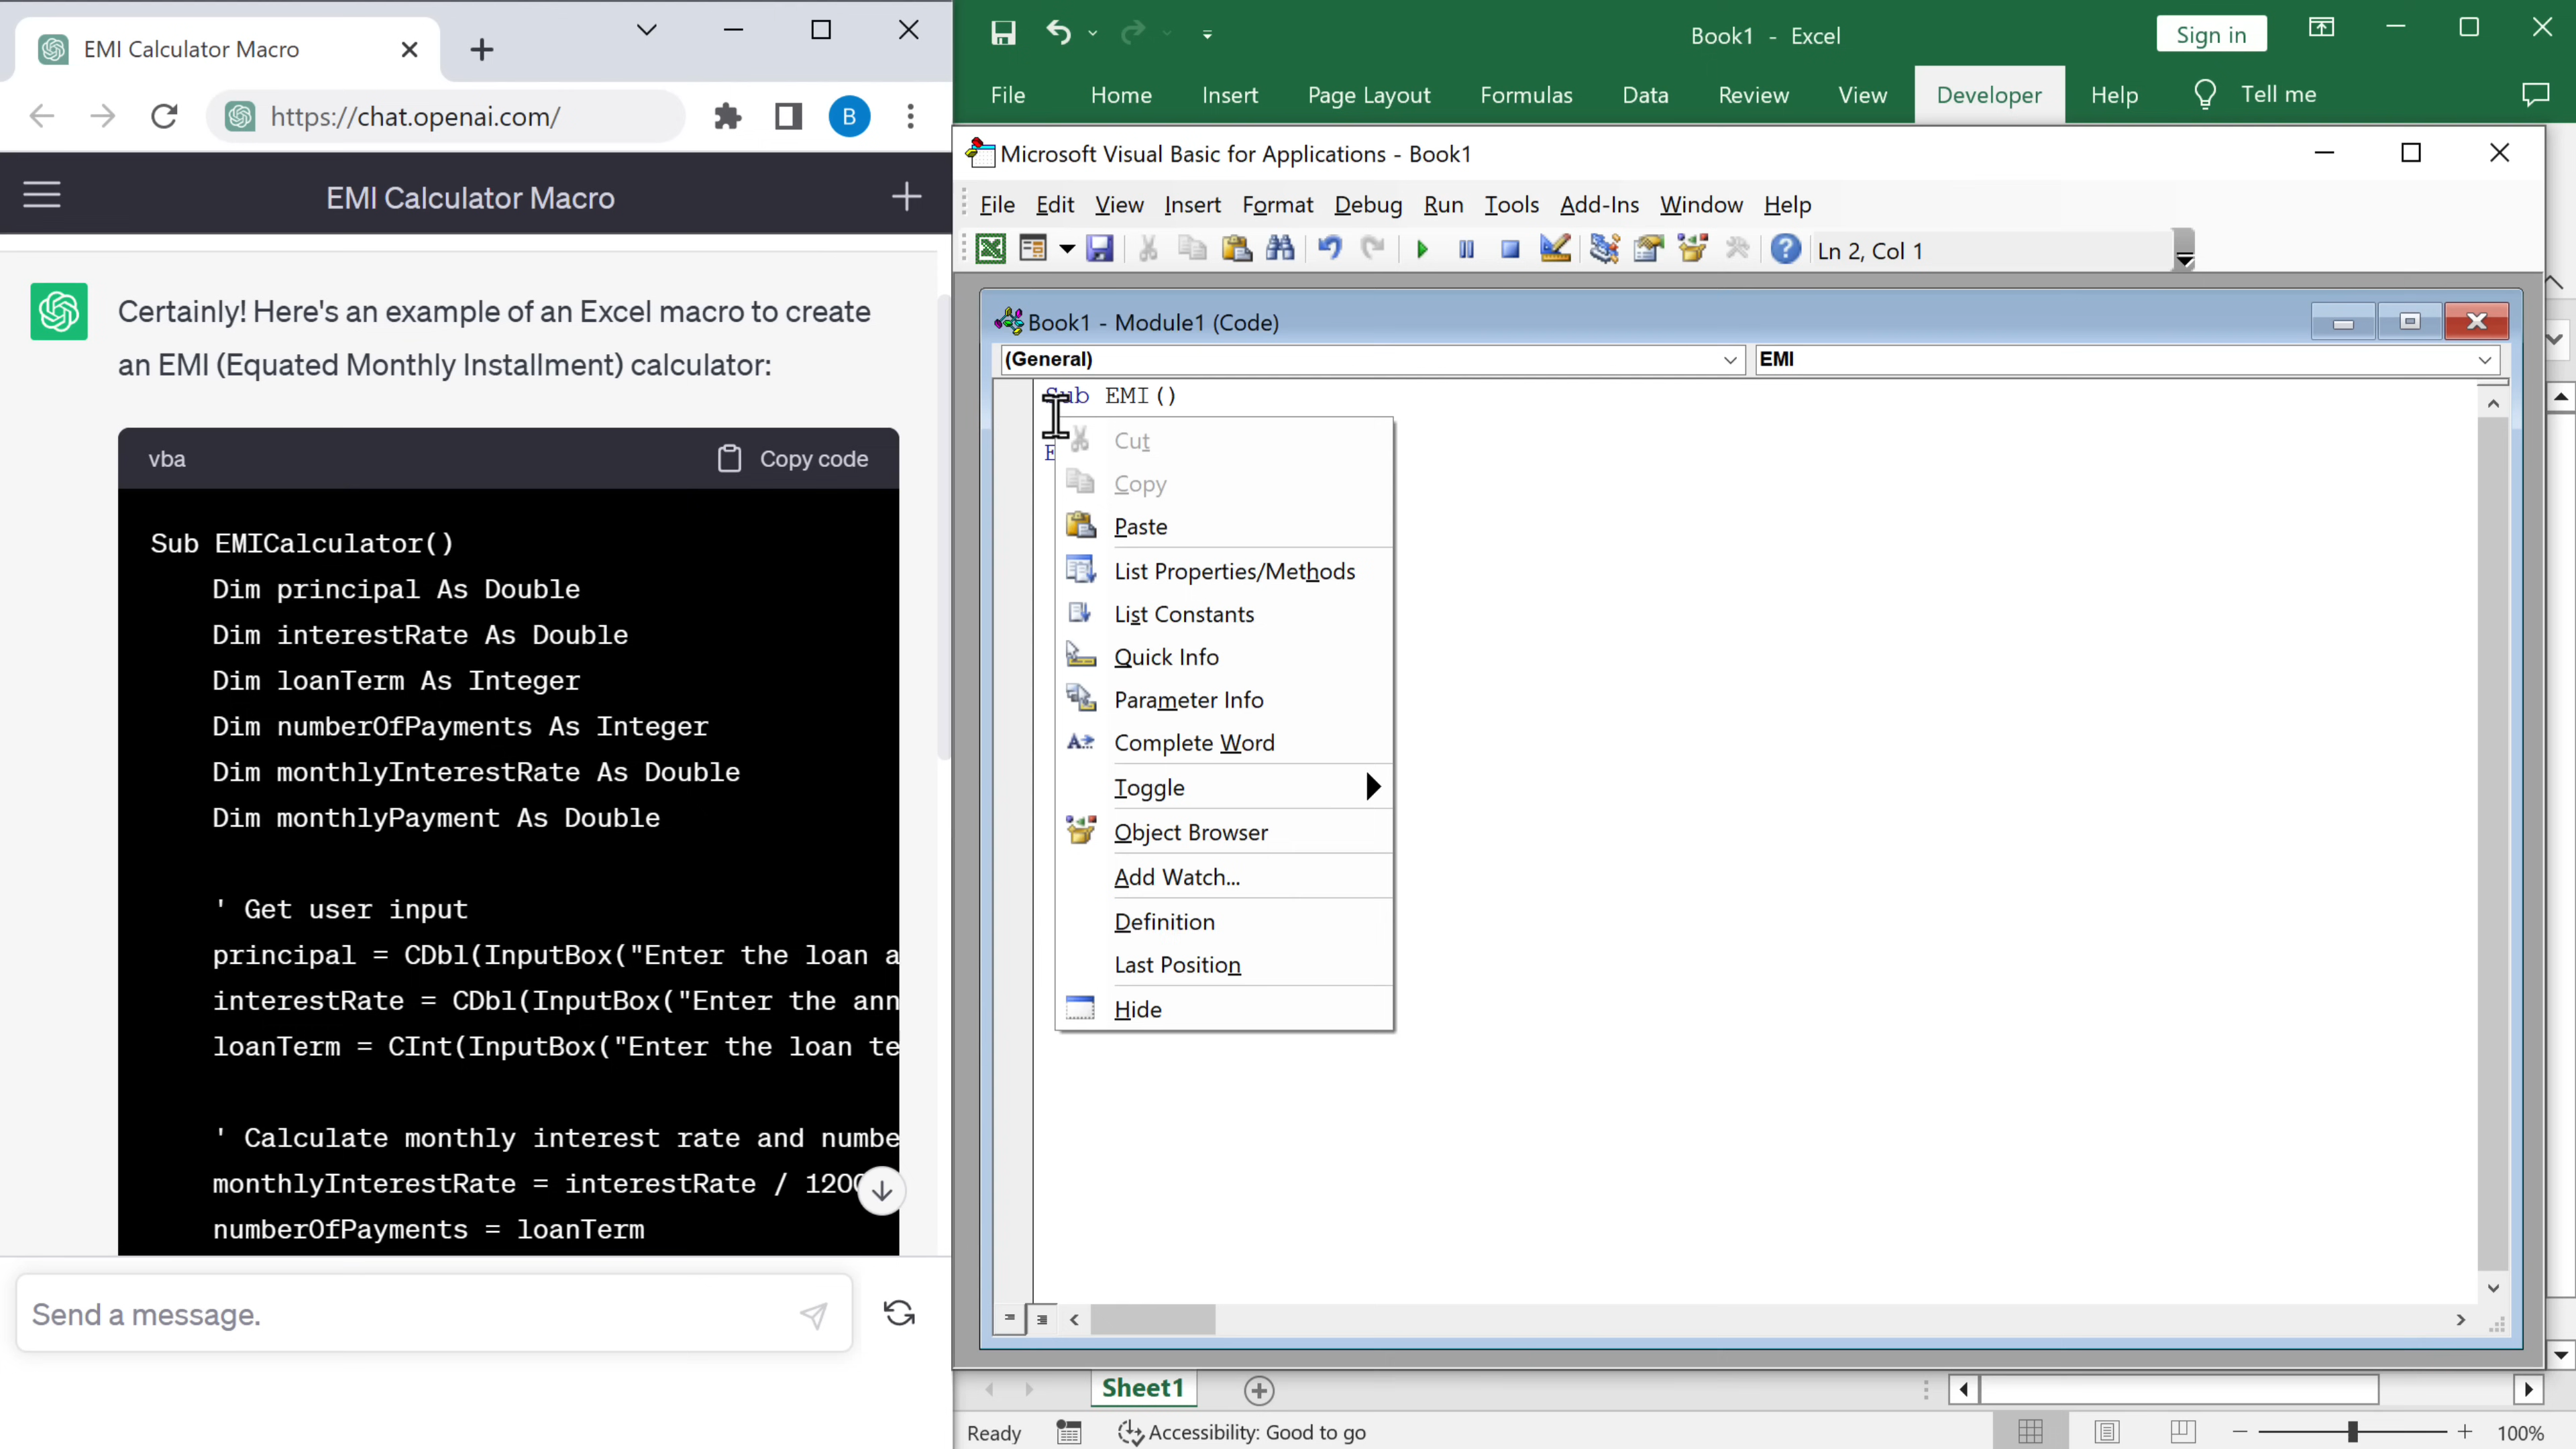 EMI Calculator Macro
https://chat.openai.com/
B
EMI Calculator Macro
Certainly! Here's an example of an Excel macro to create
an EMI (Equated Monthly Installment) calculator:
vba
Copy code
Sub EMICalculator()
Dim principal As Double
Dim interestRate As Double
Dim loanTerm As Integer
Dim numberOfPayments As Integer
Dim monthlyInterestRate As Double
Dim monthlyPayment As Double
' Get user input
principal = CDbl(InputBox("Enter the loan a
interestRate = CDbl(InputBox("Enter the ann
loanTerm = CInt(InputBox("Enter the loan te
' Calculate monthly interest rate and numbe
monthlyInterestRate = interestRate / 1200
numberOfPayments = loanTerm
Send a message.
Book1 - Excel
Sign in
File Home Insert Page Layout Formulas Data Review View Developer Help Tell me
Microsoft Visual Basic for Applications - Book1
File Edit View Insert Format Debug Run Tools Add-Ins Window Help
Ln 2, Col 1
Book1 - Module1 (Code)
(General)
EMI
Sub EMI()
E
Cut
Copy
Paste
List Properties/Methods
List Constants
Quick Info
Parameter Info
Complete Word
Toggle
Object Browser
Add Watch...
Definition
Last Position
Hide
Sheet1
Ready
Accessibility: Good to go
100%